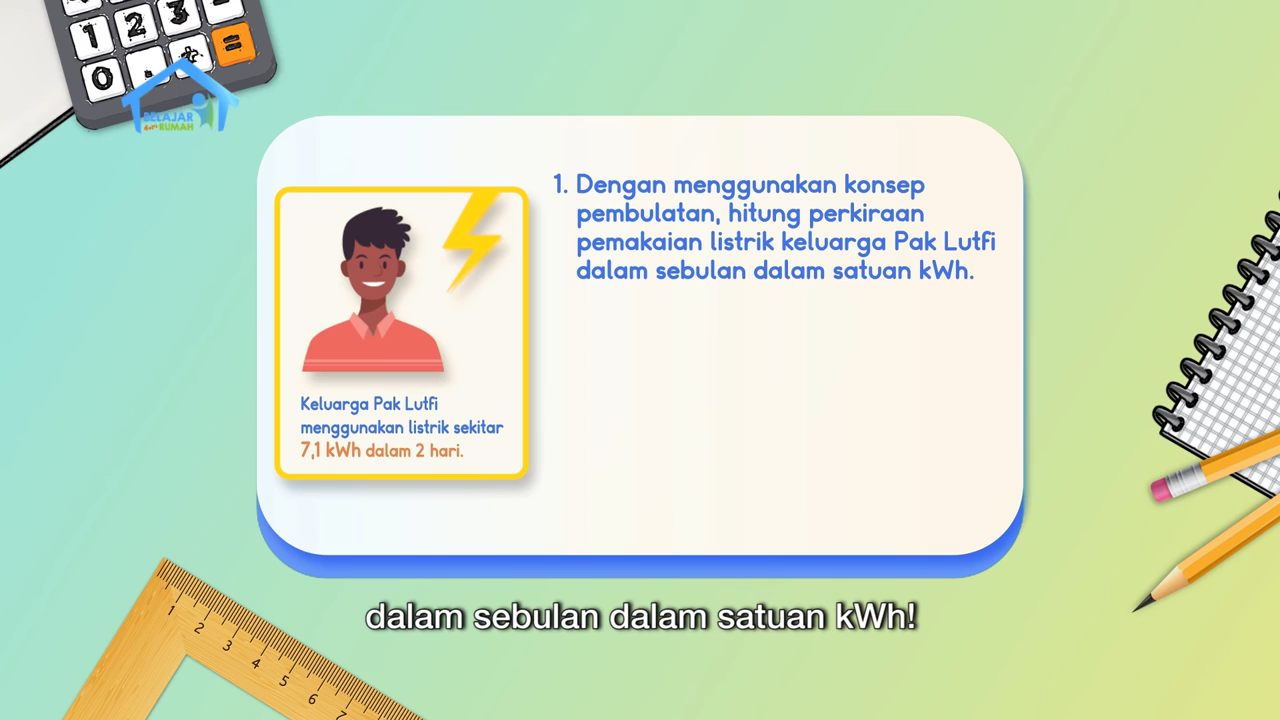 1 2 3 -
0 . + =
BELAJAR
dari RUMAH
1. Dengan menggunakan konsep
pembulatan, hitung perkiraan
pemakaian listrik keluarga Pak Lutfi
dalam sebulan dalam satuan kWh.
Keluarga Pak Lutfi
menggunakan listrik sekitar
7,1 kWh dalam 2 hari.
dalam sebulan dalam satuan kWh!
1 2 3 4 5 6 7